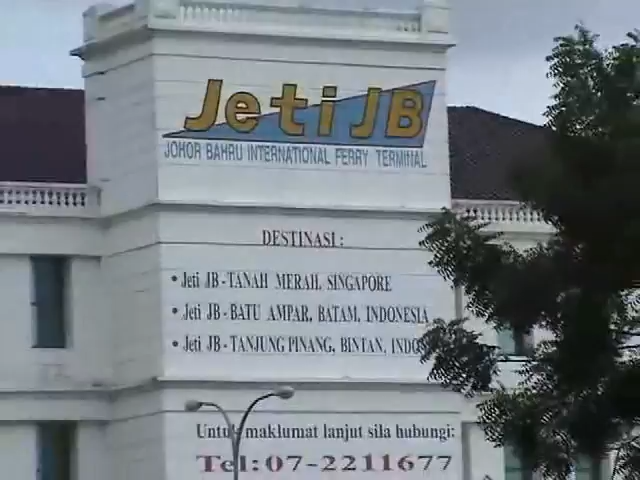 Jeti JB
JOHOR BAHRU INTERNATIONAL FERRY TERMINAL
DESTINASI :
• Jeti JB - TANAH MERAH, SINGAPORE
• Jeti JB - BATU AMPAR, BATAM, INDONESIA
• Jeti JB - TANJUNG PINANG, BINTAN,
Untuk maklumat lanjut sila hubungi:
Tel: 07-2211677